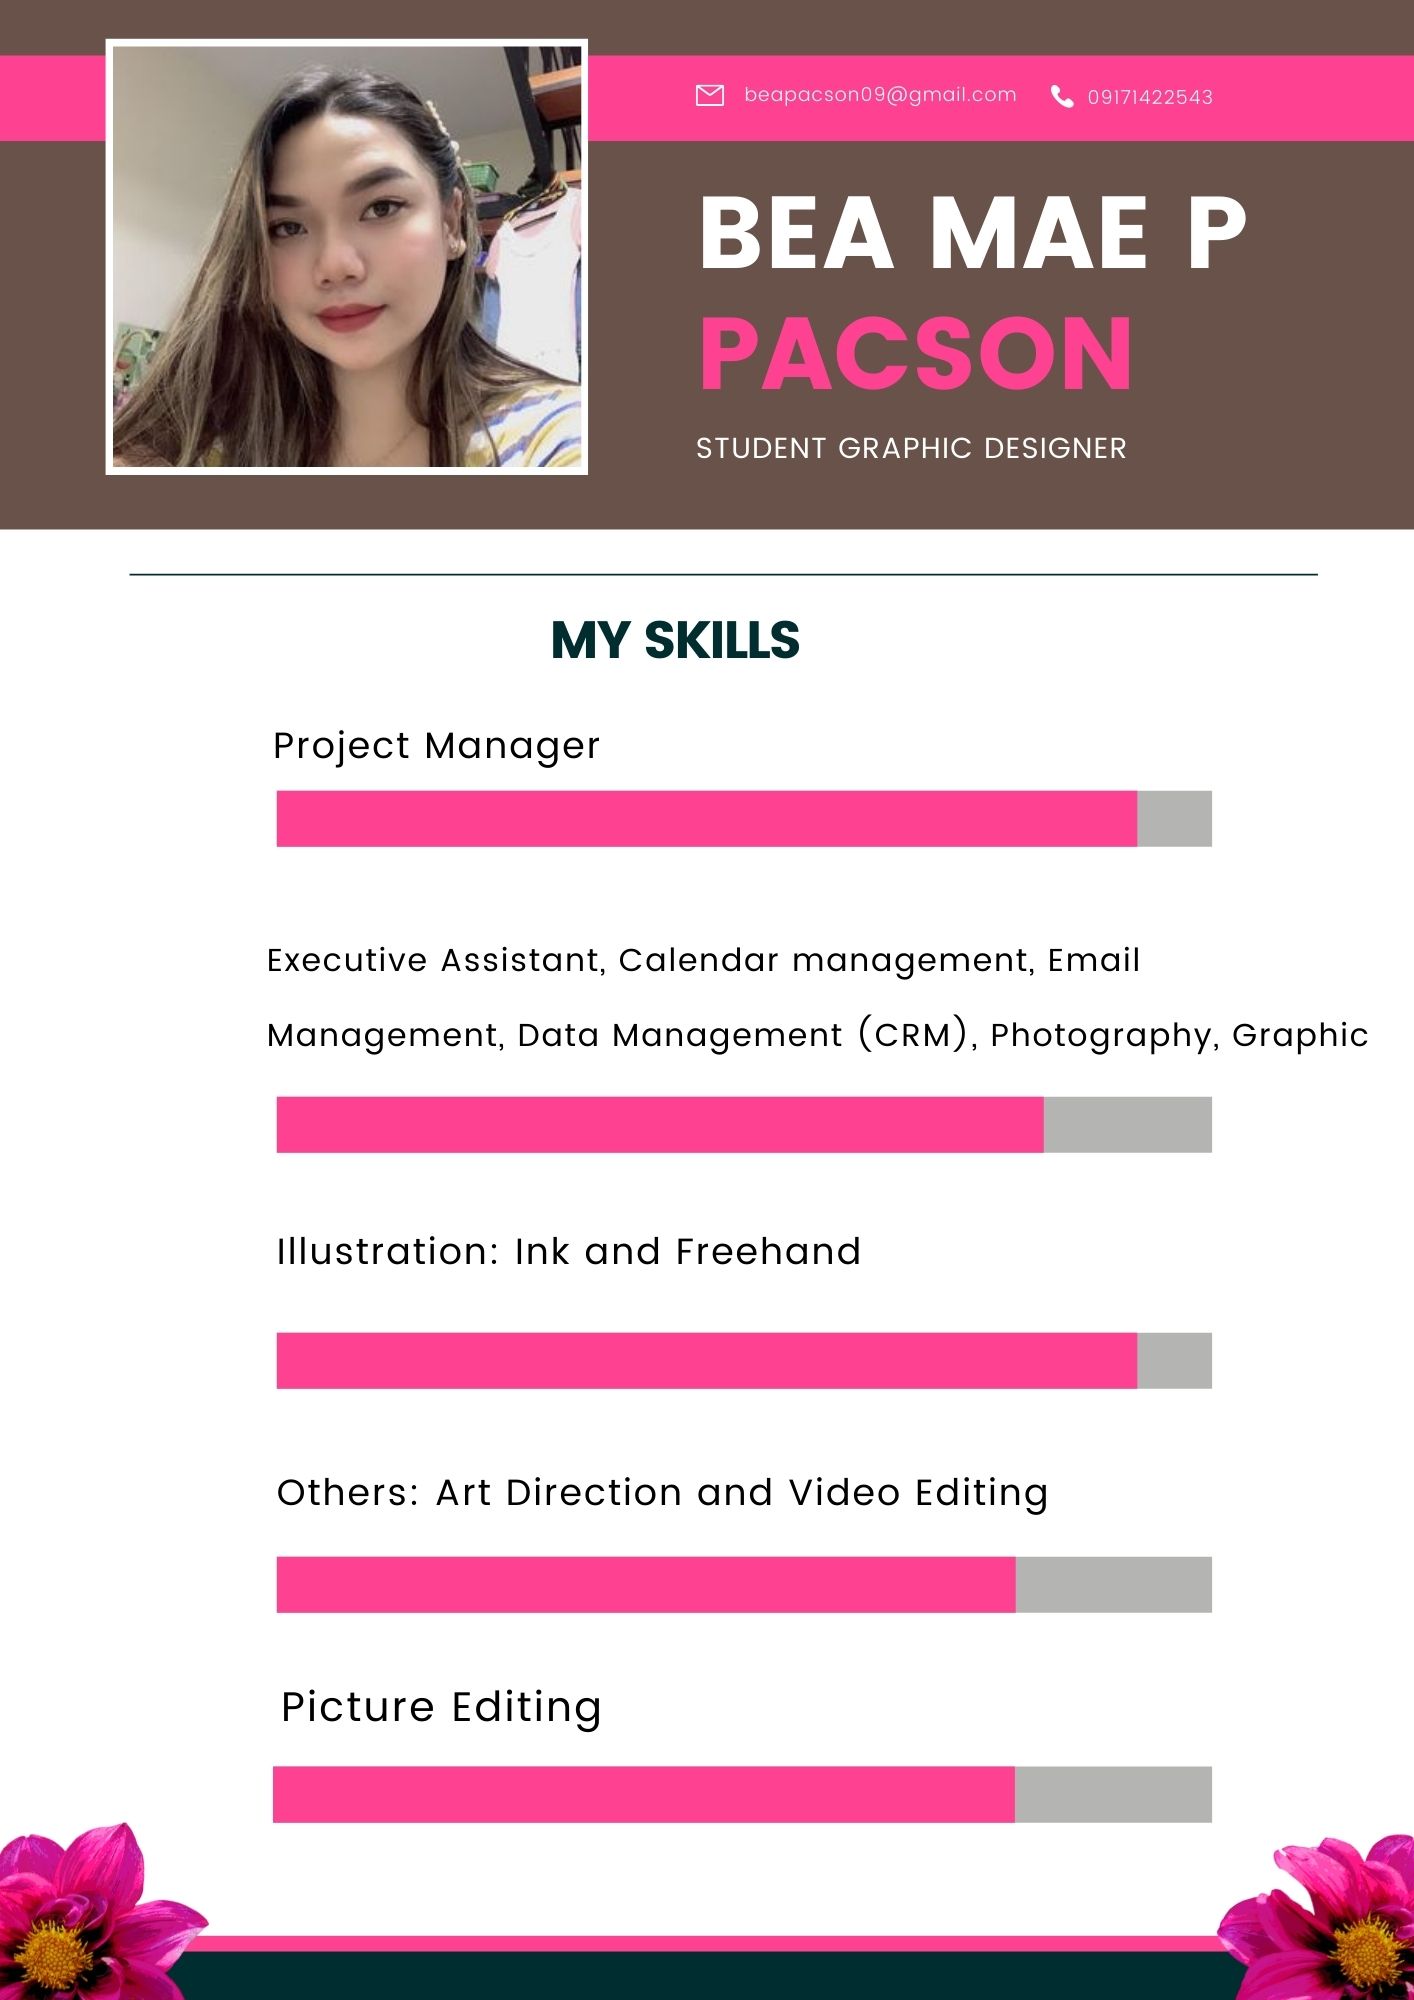 beapacson09@gmail.com 09171422543
BEA MAE P
PACSON
STUDENT GRAPHIC DESIGNER
MY SKILLS
Project Manager
Executive Assistant, Calendar management, Email
Management, Data Management (CRM), Photography, Graphic
Illustration: Ink and Freehand
Others: Art Direction and Video Editing
Picture Editing